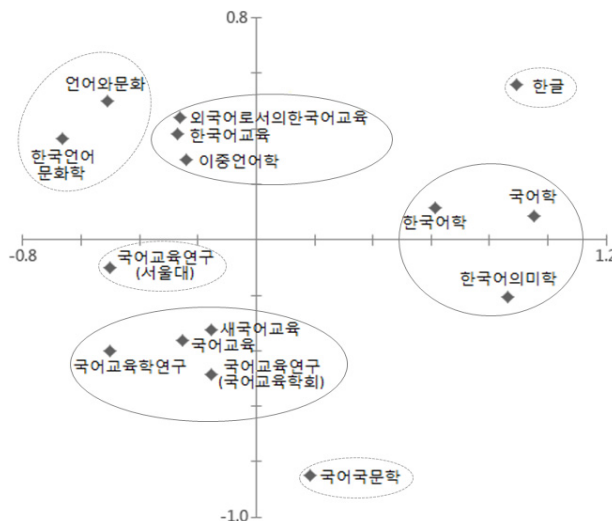 0.8
언어와문화
한글
외국어로서의한국어교육
한국어교육
한국언어
문화학
이중언어학
국어학
한국어학
-0.8
1.2
국어교육연구
(서울대)
한국어의미학
새국어교육
국어교육
국어교육학연구
국어교육연구
(국어교육학회)
국어국문학
-1.0